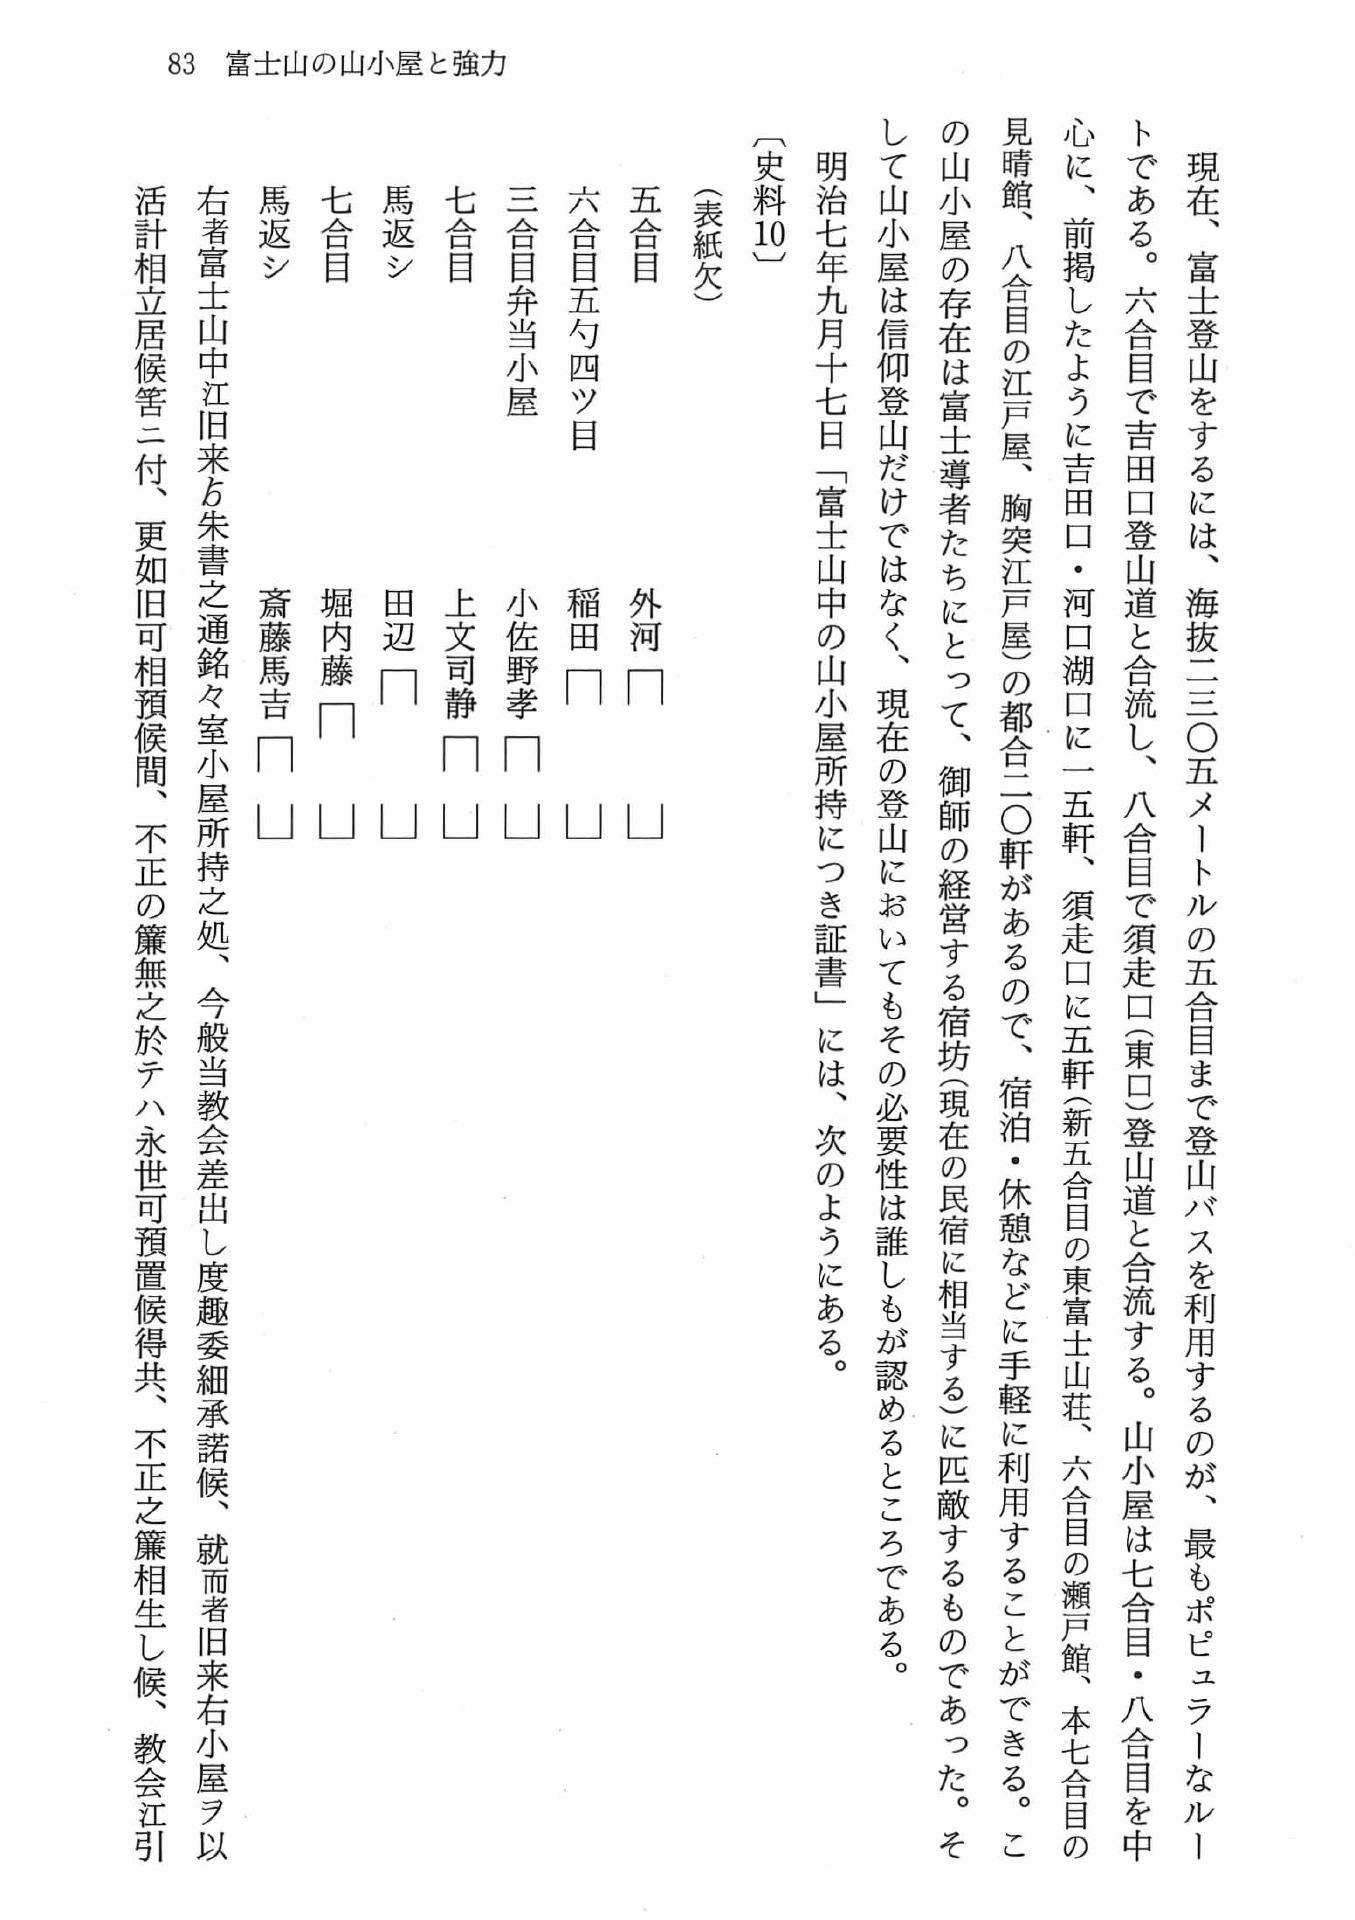 83　富士山の山小屋と強力
　現在、富士登山をするには、海抜二三〇五メートルの五合目まで登山バスを利用するのが、最もポピュラーなルー
トである。六合目で吉田口登山道と合流し、八合目で須走口(東口)登山道と合流する。山小屋は七合目・八合目を中
心に、前掲したように吉田口・河口湖口に一五軒、須走口に五軒(新五合目の東富士山荘、六合目の瀬戸館、本七合目の
見晴館、八合目の江戸屋、胸突江戸屋)の都合二〇軒があるので、宿泊・休憩などに手軽に利用することができる。こ
の山小屋の存在は富士導者たちにとって、御師の経営する宿坊(現在の民宿に相当する)に匹敵するものであった。そ
して山小屋は信仰登山だけではなく、現在の登山においてもその必要性は誰しもが認めるところである。
　明治七年九月十七日「富士山中の山小屋所持につき証書」には、次のようにある。
〔史料10〕
(表紙欠)
五合目　外河□
六合目五勺四ツ目　稲田□
三合目弁当小屋　小佐野孝□
七合目　上文司静□
馬返シ　田辺□
七合目　堀内藤□
馬返シ　斎藤馬吉□
右者富士山中江旧来ゟ朱書之通銘々室小屋所持之処、今般当教会差出し度趣委細承諾候、就而者旧来右小屋ヲ以
活計相立居候筈ニ付、更如旧可相預候間、不正の簾無之於テハ永世可預置候得共、不正之簾相生し候、教会江引